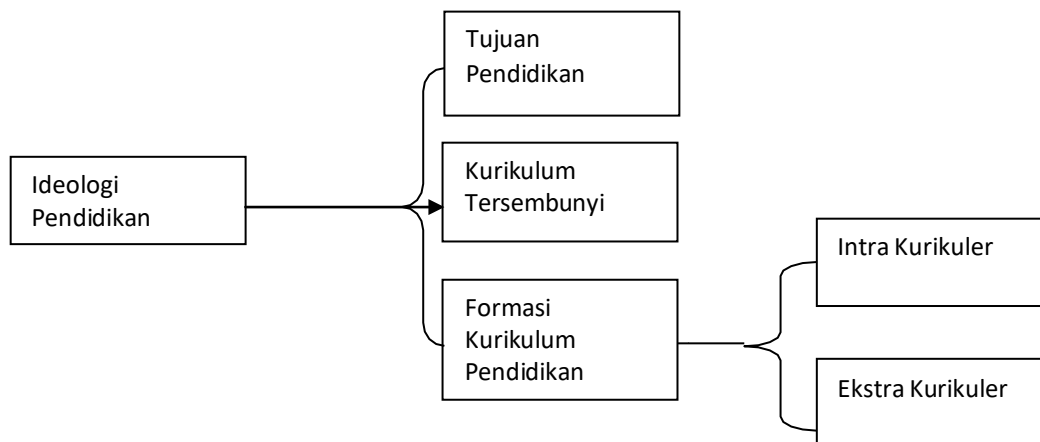 Tujuan
Pendidikan
Ideologi
Pendidikan
Kurikulum
Tersembunyi
Formasi
Kurikulum
Pendidikan
Intra Kurikuler
Ekstra Kurikuler